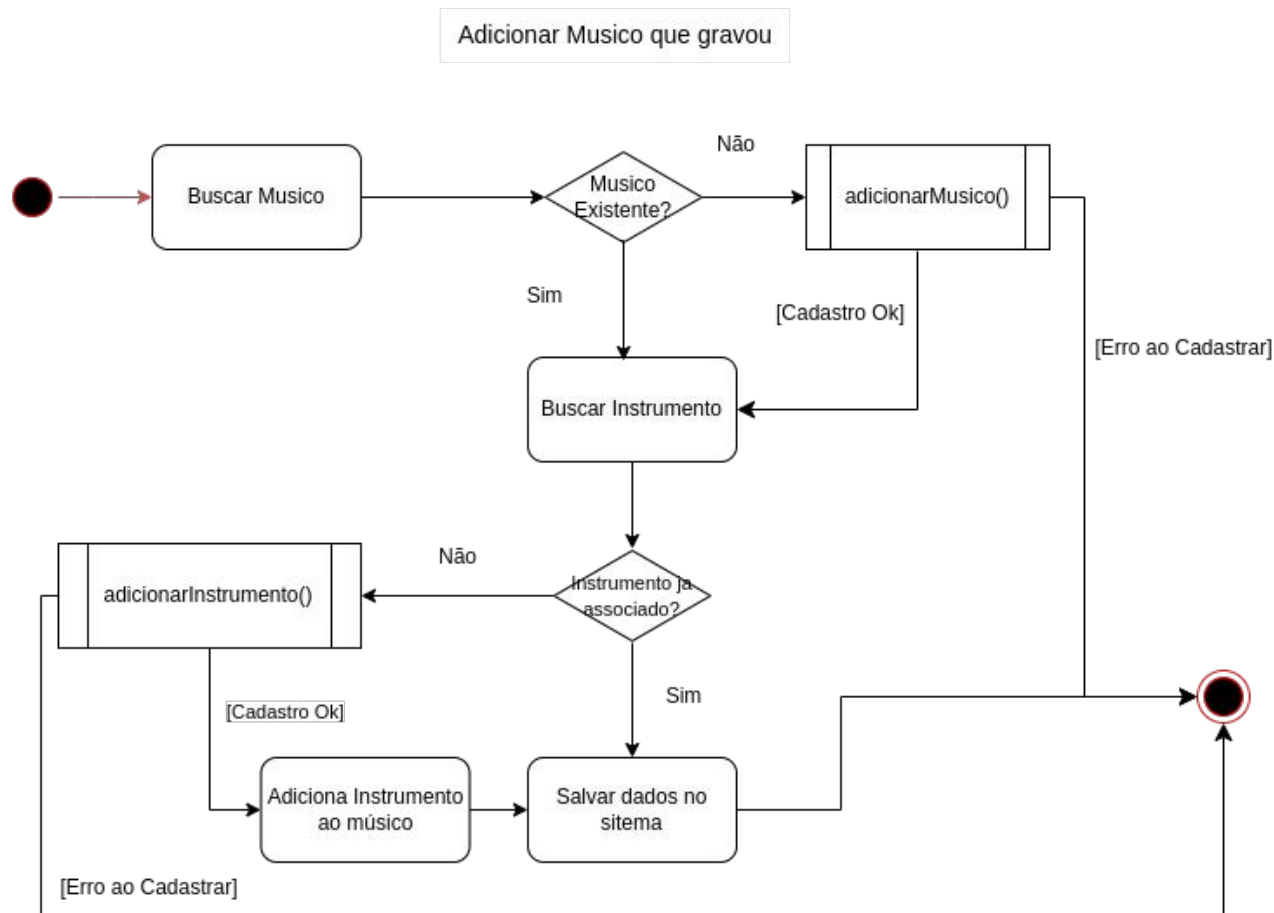 Adicionar Musico que gravou
Não
Buscar Musico
Musico
Existente?
adicionarMusico()
Sim
[Cadastro Ok]
[Erro ao Cadastrar]
Buscar Instrumento
Não
adicionarInstrumento()
Instrumento ja
associado?
Sim
[Cadastro Ok]
Adiciona Instrumento
ao músico
Salvar dados no
sitema
[Erro ao Cadastrar]